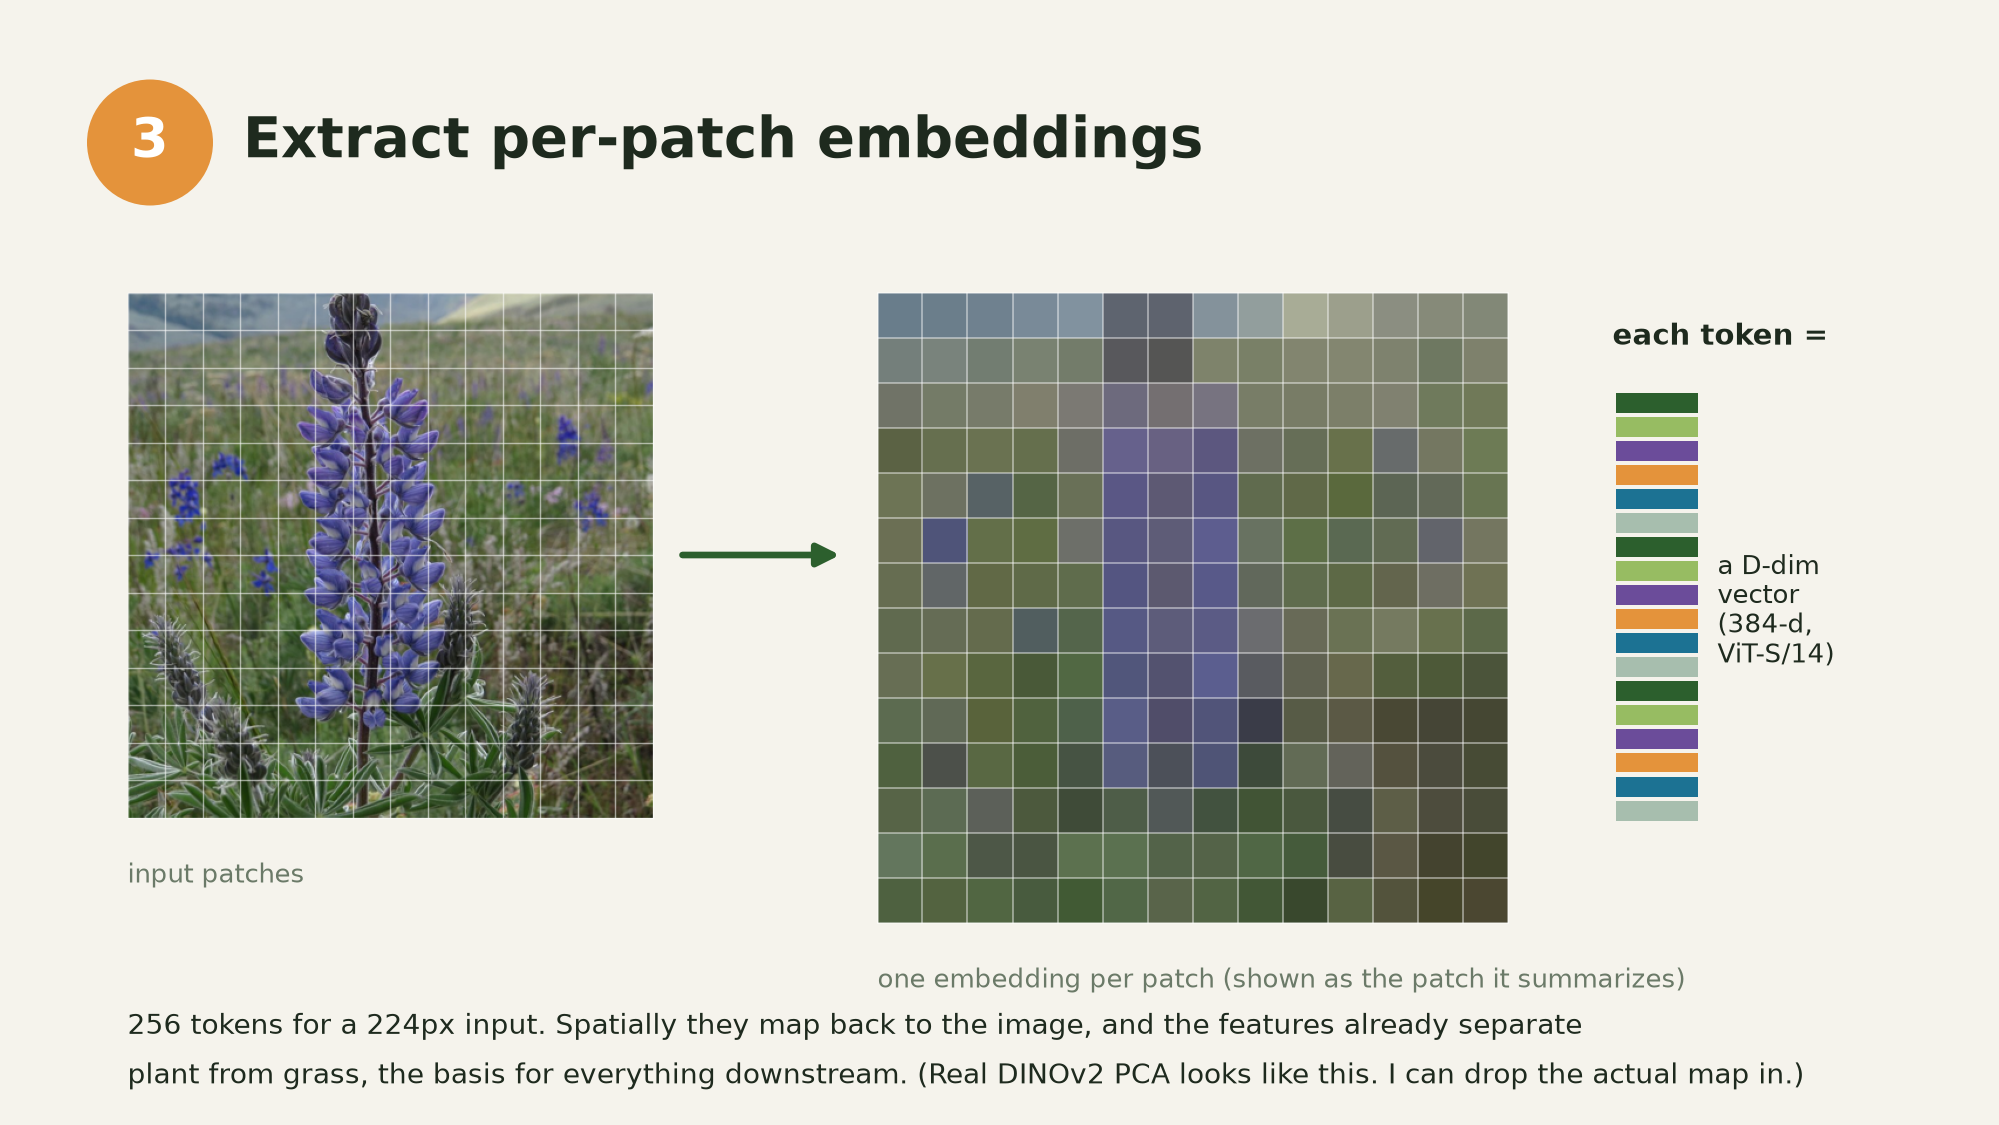 3
Extract per-patch embeddings
each token =
a D-dim
vector
(384-d,
ViT-S/14)
input patches
one embedding per patch (shown as the patch it summarizes)
256 tokens for a 224px input. Spatially they map back to the image, and the features already separate
plant from grass, the basis for everything downstream. (Real DINOv2 PCA looks like this. I can drop the actual map in.)